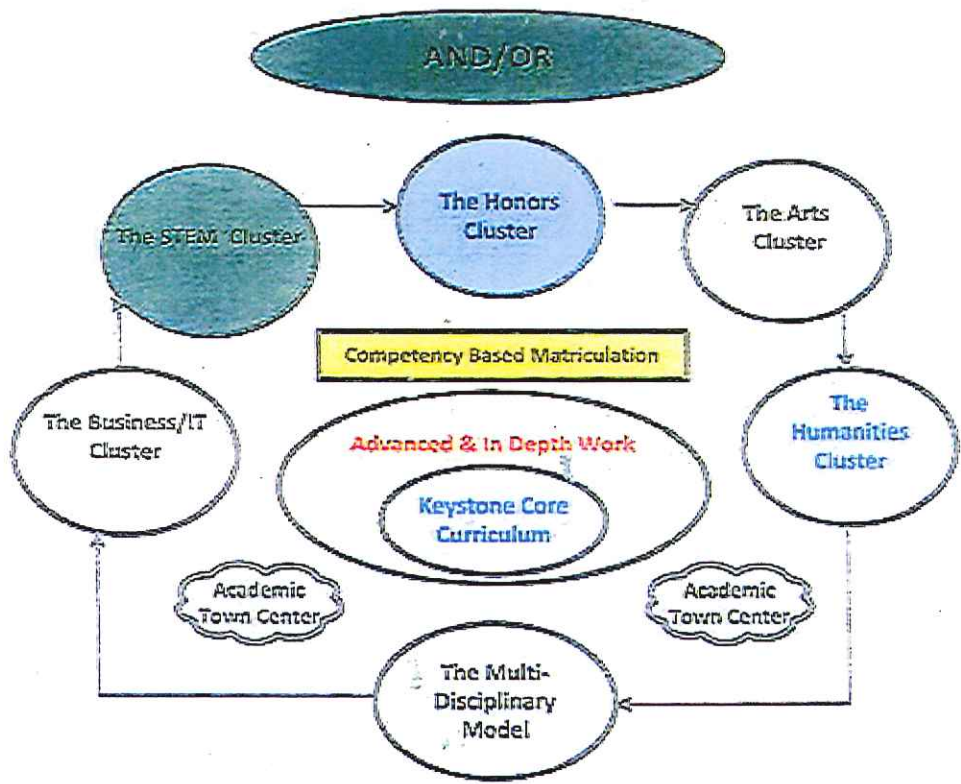 AND/OR
The STEM Cluster
The Honors
Cluster
The Arts
Cluster
Competency Based Matriculation
The Business/IT
Cluster
Advanced & In Depth Work
Keystone Core
Curriculum
The
Humanities
Cluster
Academic
Town Center
Academic
Town Center
The Multi-
Disciplinary
Model